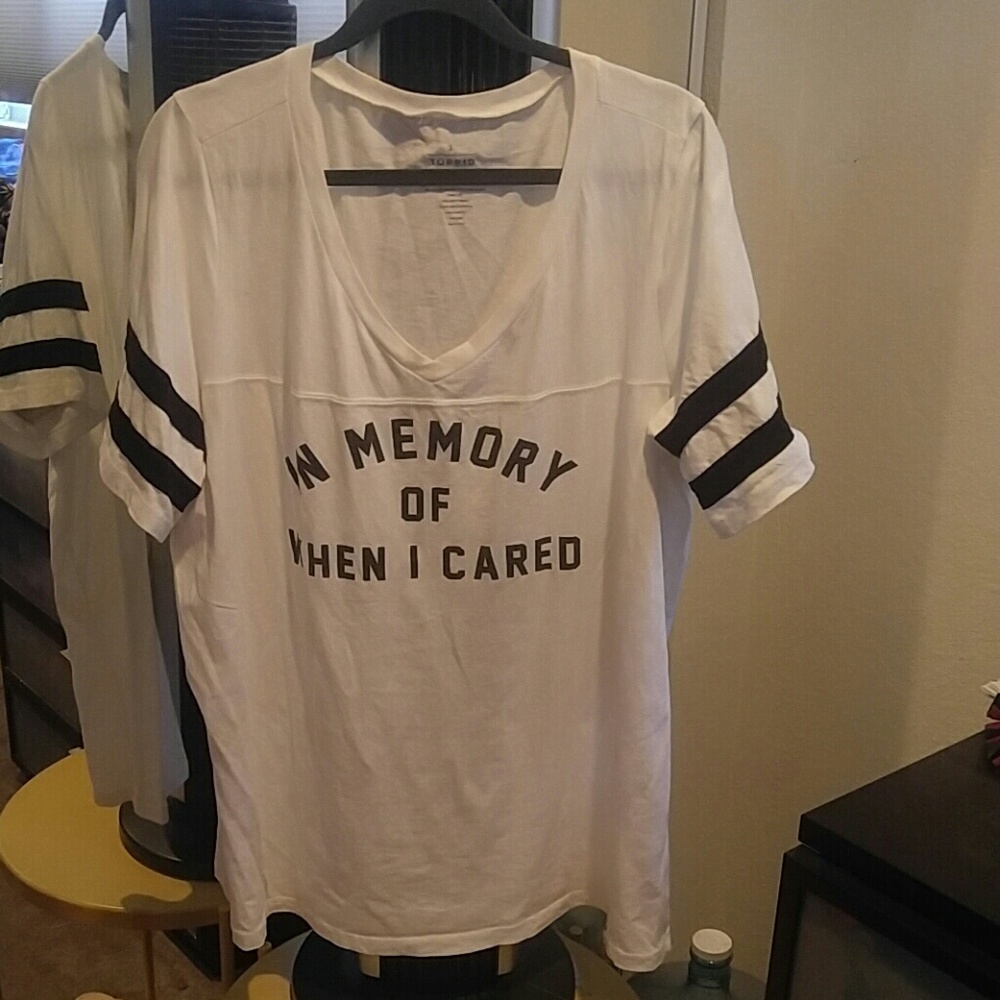 TORRID
IN MEMORY
OF
WHEN I CARED